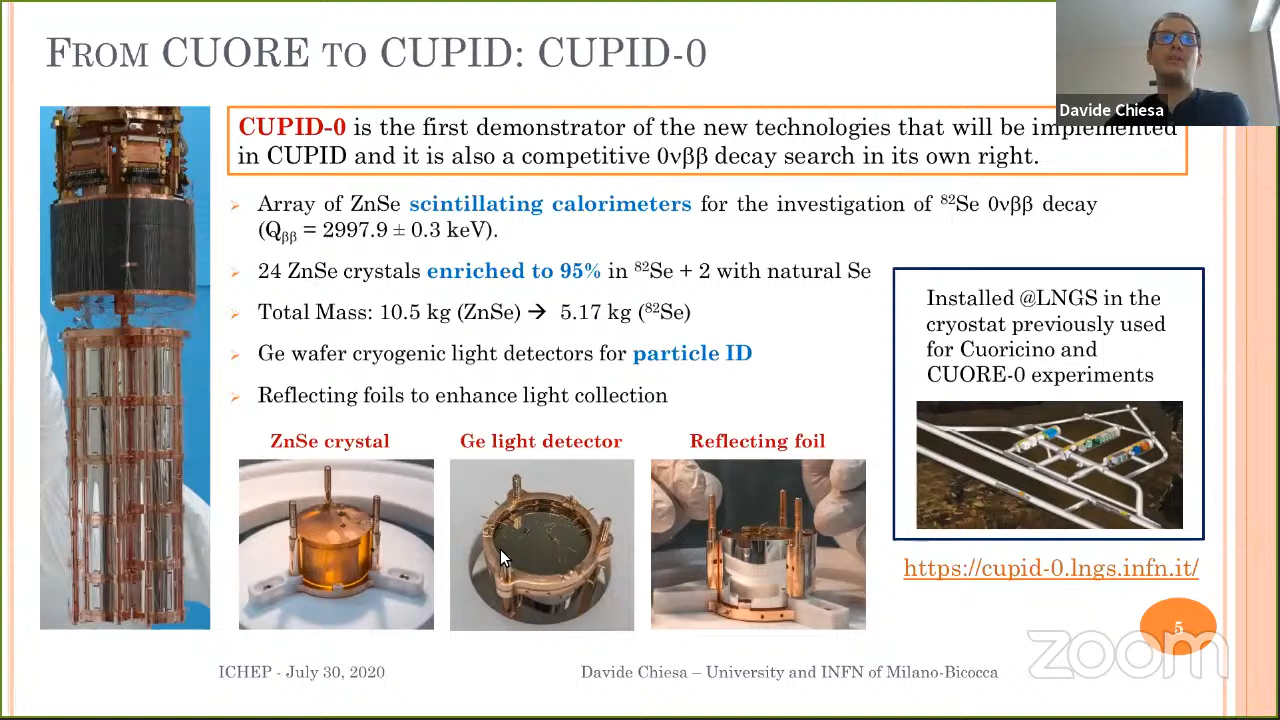 FROM CUORE TO CUPID: CUPID-0
Davide Chiesa
CUPID-0 is the first demonstrator of the new technologies that will be implemented
in CUPID and it is also a competitive 0νββ decay search in its own right.
➢ Array of ZnSe scintillating calorimeters for the investigation of ⁸²Se 0νββ decay
(Qββ = 2997.9 ± 0.3 keV).
➢ 24 ZnSe crystals enriched to 95% in ⁸²Se + 2 with natural Se
➢ Total Mass: 10.5 kg (ZnSe) → 5.17 kg (⁸²Se)
➢ Ge wafer cryogenic light detectors for particle ID
➢ Reflecting foils to enhance light collection
Installed @LNGS in the
cryostat previously used
for Cuoricino and
CUORE-0 experiments
ZnSe crystal
Ge light detector
Reflecting foil
https://cupid-0.lngs.infn.it/
5
zoom
ICHEP - July 30, 2020
Davide Chiesa – University and INFN of Milano-Bicocca